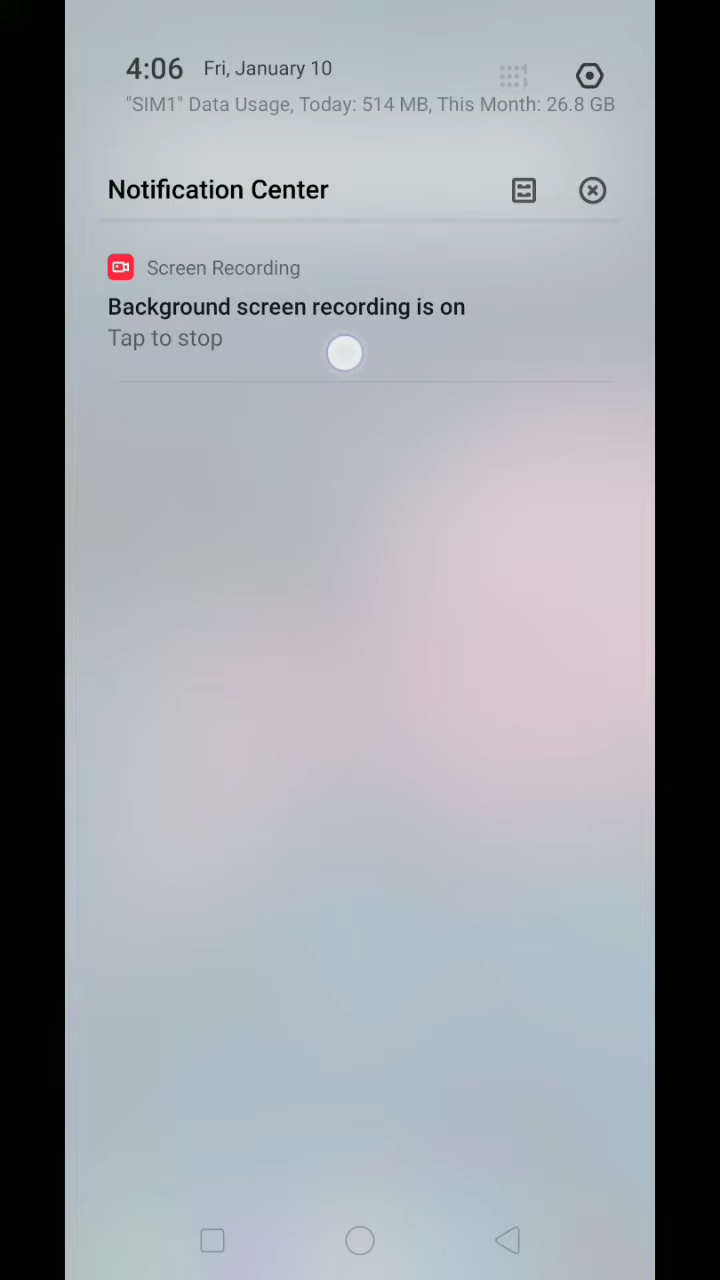 4:06 Fri, January 10
"SIM1" Data Usage, Today: 514 MB, This Month: 26.8 GB
Notification Center
Screen Recording
Background screen recording is on
Tap to stop